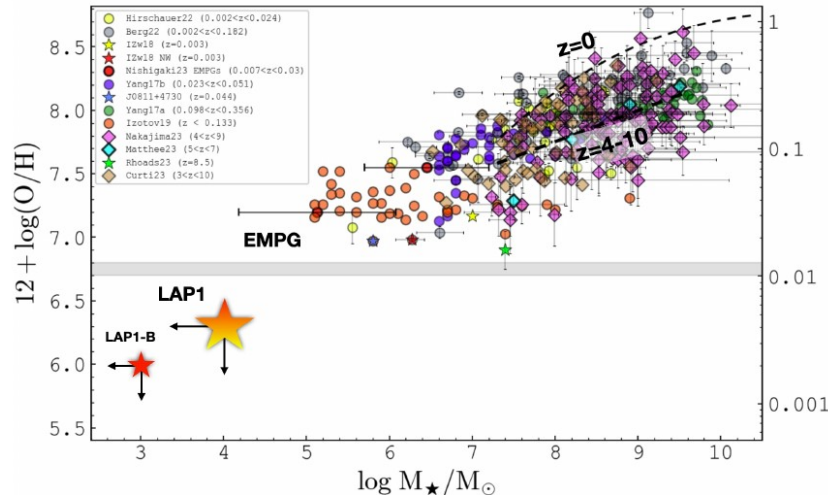 Hirschauer22 (0.002<z<0.024)
Berg22 (0.002<z<0.182)
IZw18 (z=0.003)
IZw18 NW (z=0.003)
Nishigaki23 EMPGs (0.007<z<0.03)
Yang17b (0.023<z<0.051)
J0811+4730 (z=0.044)
Yang17a (0.098<z<0.356)
Izotov19 (z < 0.133)
Nakajima23 (4<z<9)
Matthee23 (5<z<7)
Rhoads23 (z=8.5)
Curti23 (3<z<10)
z=0
z=4-10
EMPG
LAP1
LAP1-B
12 + log(O/H)
8.5
8.0
7.5
7.0
6.5
6.0
5.5
1
0.1
0.01
0.001
3 4 5 6 7 8 9 10
log M★/M⊙